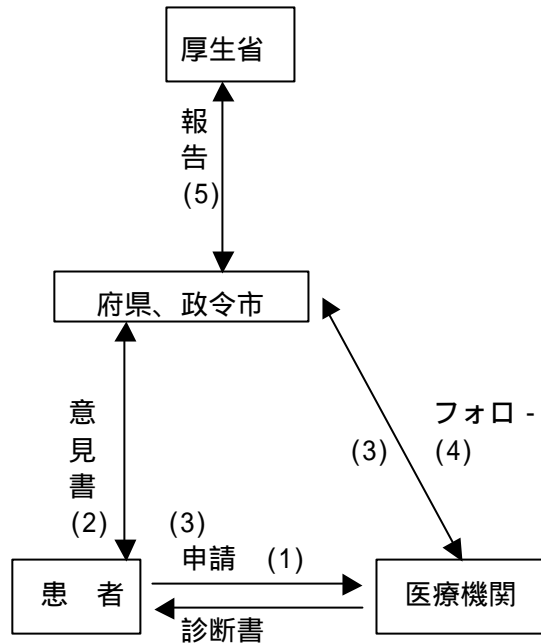 厚生省
報告
(5)
府県、政令市
意見書
(2)
(3)
フォロ-
(3)
(4)
患 者
申請 (1)
診断書
医療機関